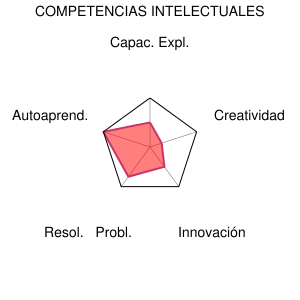 COMPETENCIAS INTELECTUALES
Capac. Expl.
Autoaprend.
Creatividad
Resol. Probl.
Innovación